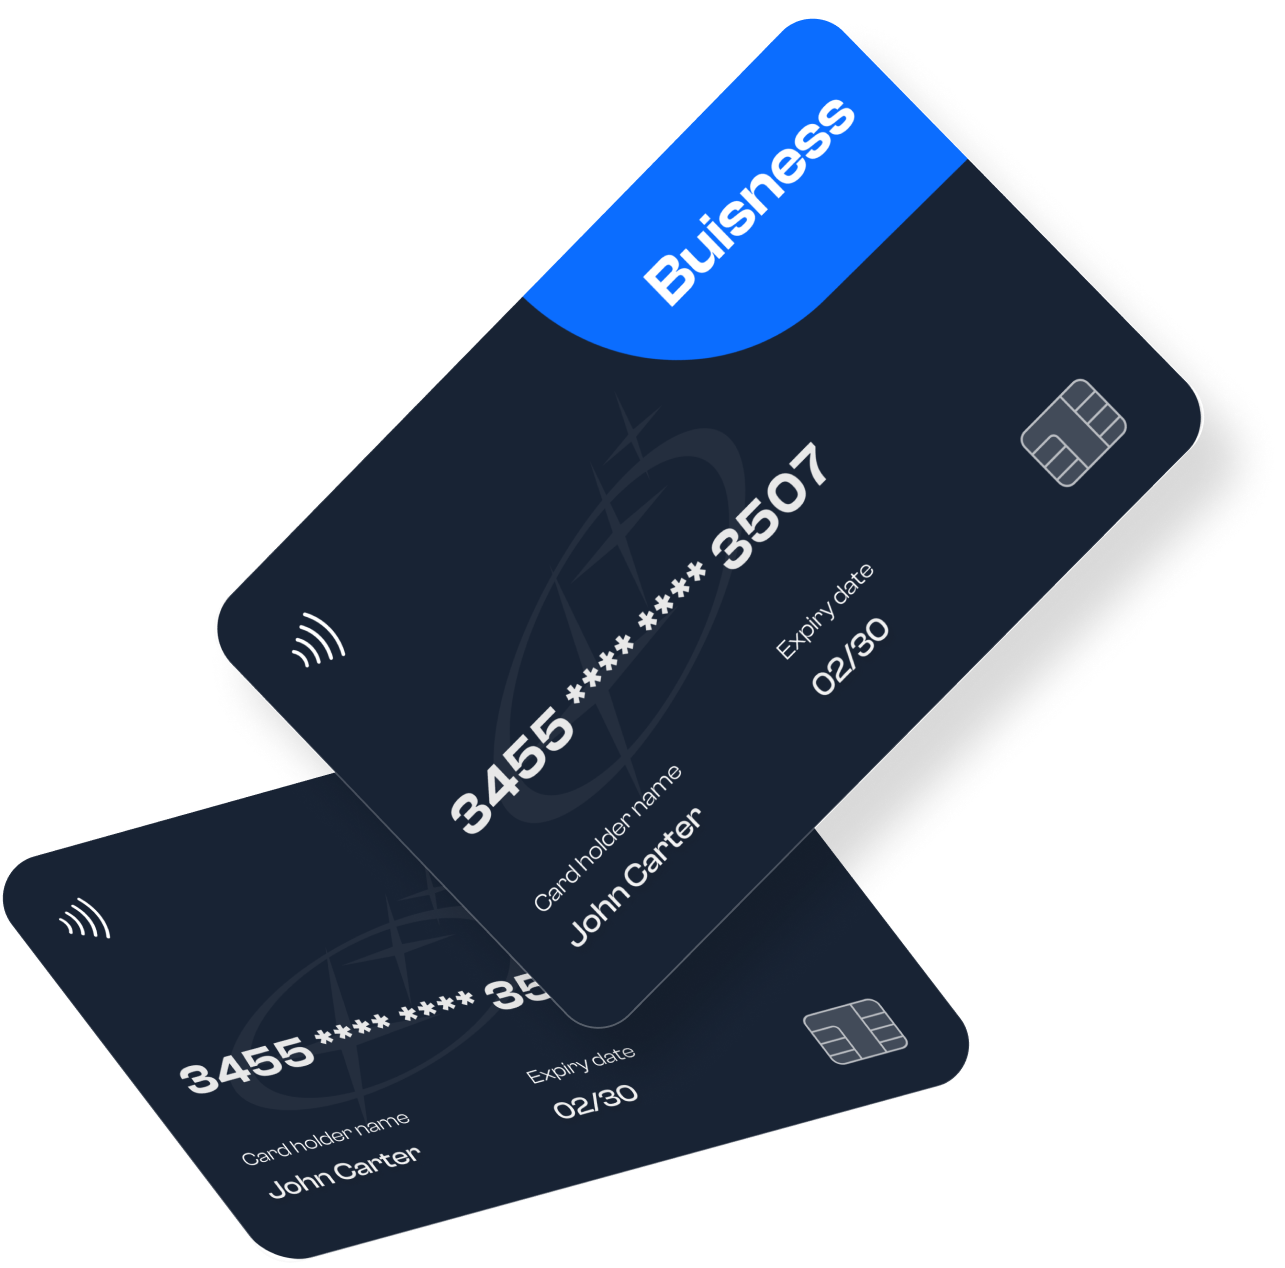 Buisness
3455 **** **** 3507
Expiry date
02/30
Card holder name
John Carter
3455 **** **** 35
Expiry date
02/30
Card holder name
John Carter